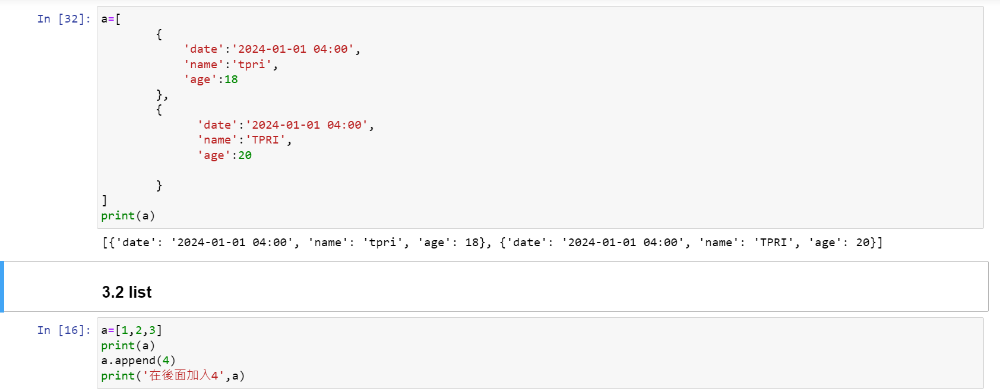 In [32]: a=[
{
'date':'2024-01-01 04:00',
'name':'tpri',
'age':18
},
{
'date':'2024-01-01 04:00',
'name':'TPRI',
'age':20
}
]
print(a)
[{'date': '2024-01-01 04:00', 'name': 'tpri', 'age': 18}, {'date': '2024-01-01 04:00', 'name': 'TPRI', 'age': 20}]
3.2 list
In [16]: a=[1,2,3]
print(a)
a.append(4)
print('在後面加入4',a)